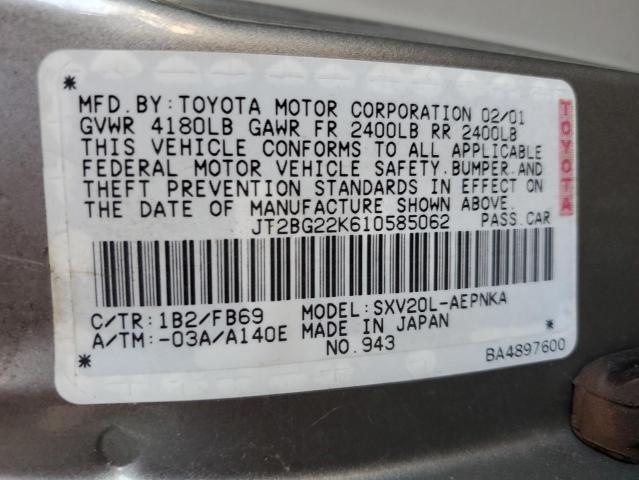 MFD. BY: TOYOTA MOTOR CORPORATION 02/01
GVWR 4180LB GAWR FR 2400LB RR 2400LB
THIS VEHICLE CONFORMS TO ALL APPLICABLE
FEDERAL MOTOR VEHICLE SAFETY, BUMPER, AND
THEFT PREVENTION STANDARDS IN EFFECT ON
THE DATE OF MANUFACTURE SHOWN ABOVE.
JT2BG22K610585062 PASS. CAR
C/TR: 1B2/FB69 MODEL: SXV20L-AEPNKA
A/TM: -03A/A140E MADE IN JAPAN
NO. 943
BA4897600
TOYOTA